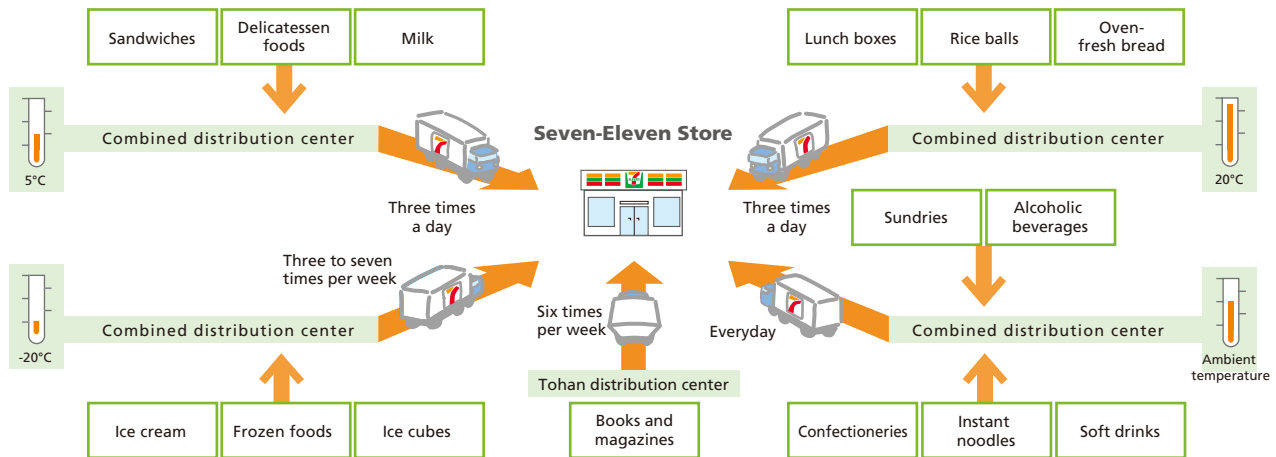 Sandwiches
Delicatessen
foods
Milk
Lunch boxes
Rice balls
Oven-
fresh bread
Combined distribution center
5°C
Three times
a day
Seven-Eleven Store
Combined distribution center
20°C
Three times
a day
Sundries
Alcoholic
beverages
Three to seven
times per week
Combined distribution center
-20°C
Six times
per week
Everyday
Combined distribution center
Ambient
temperature
Tohan distribution center
Ice cream
Frozen foods
Ice cubes
Books and
magazines
Confectioneries
Instant
noodles
Soft drinks